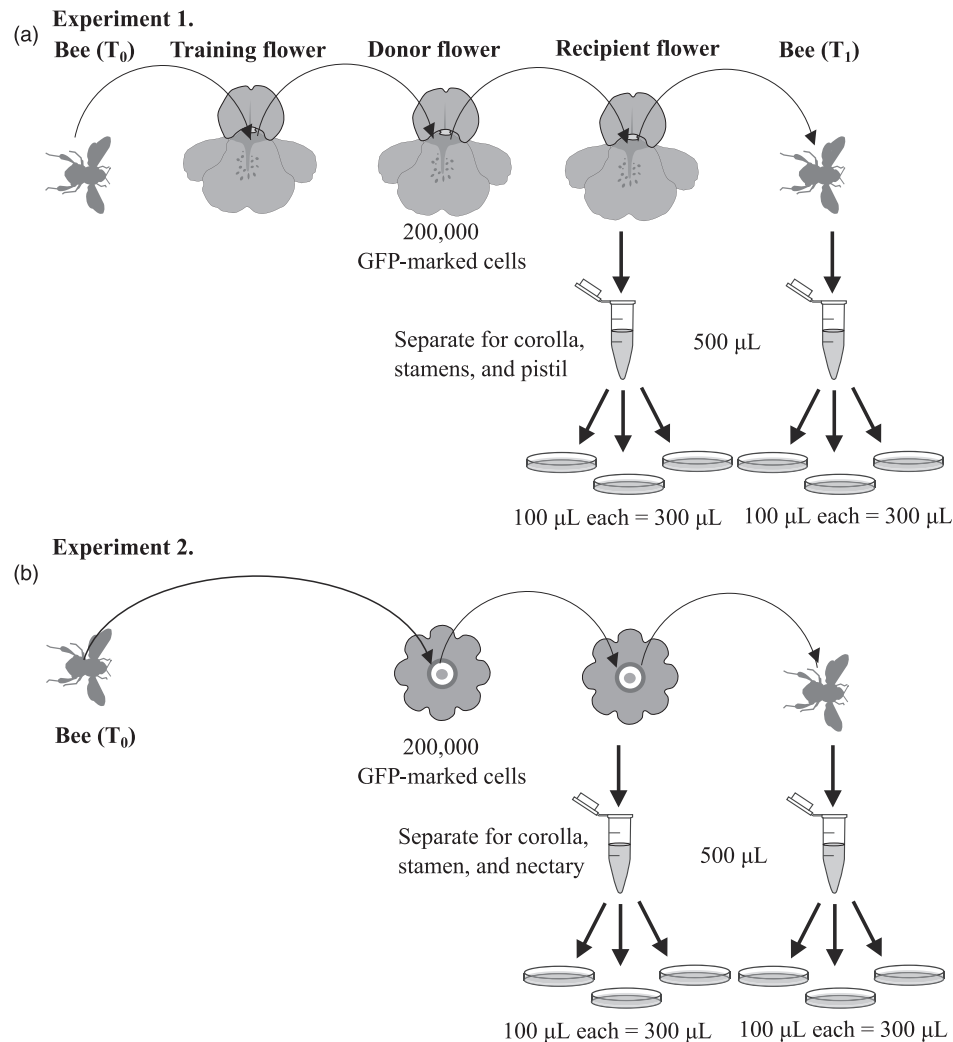 Experiment 1.
(a)
Bee (T₀) Training flower Donor flower Recipient flower Bee (T₁)
200,000
GFP-marked cells
Separate for corolla,
stamens, and pistil
500 μL
100 μL each = 300 μL 100 μL each = 300 μL
Experiment 2.
(b)
Bee (T₀)
200,000
GFP-marked cells
Separate for corolla,
stamen, and nectary
500 μL
100 μL each = 300 μL 100 μL each = 300 μL